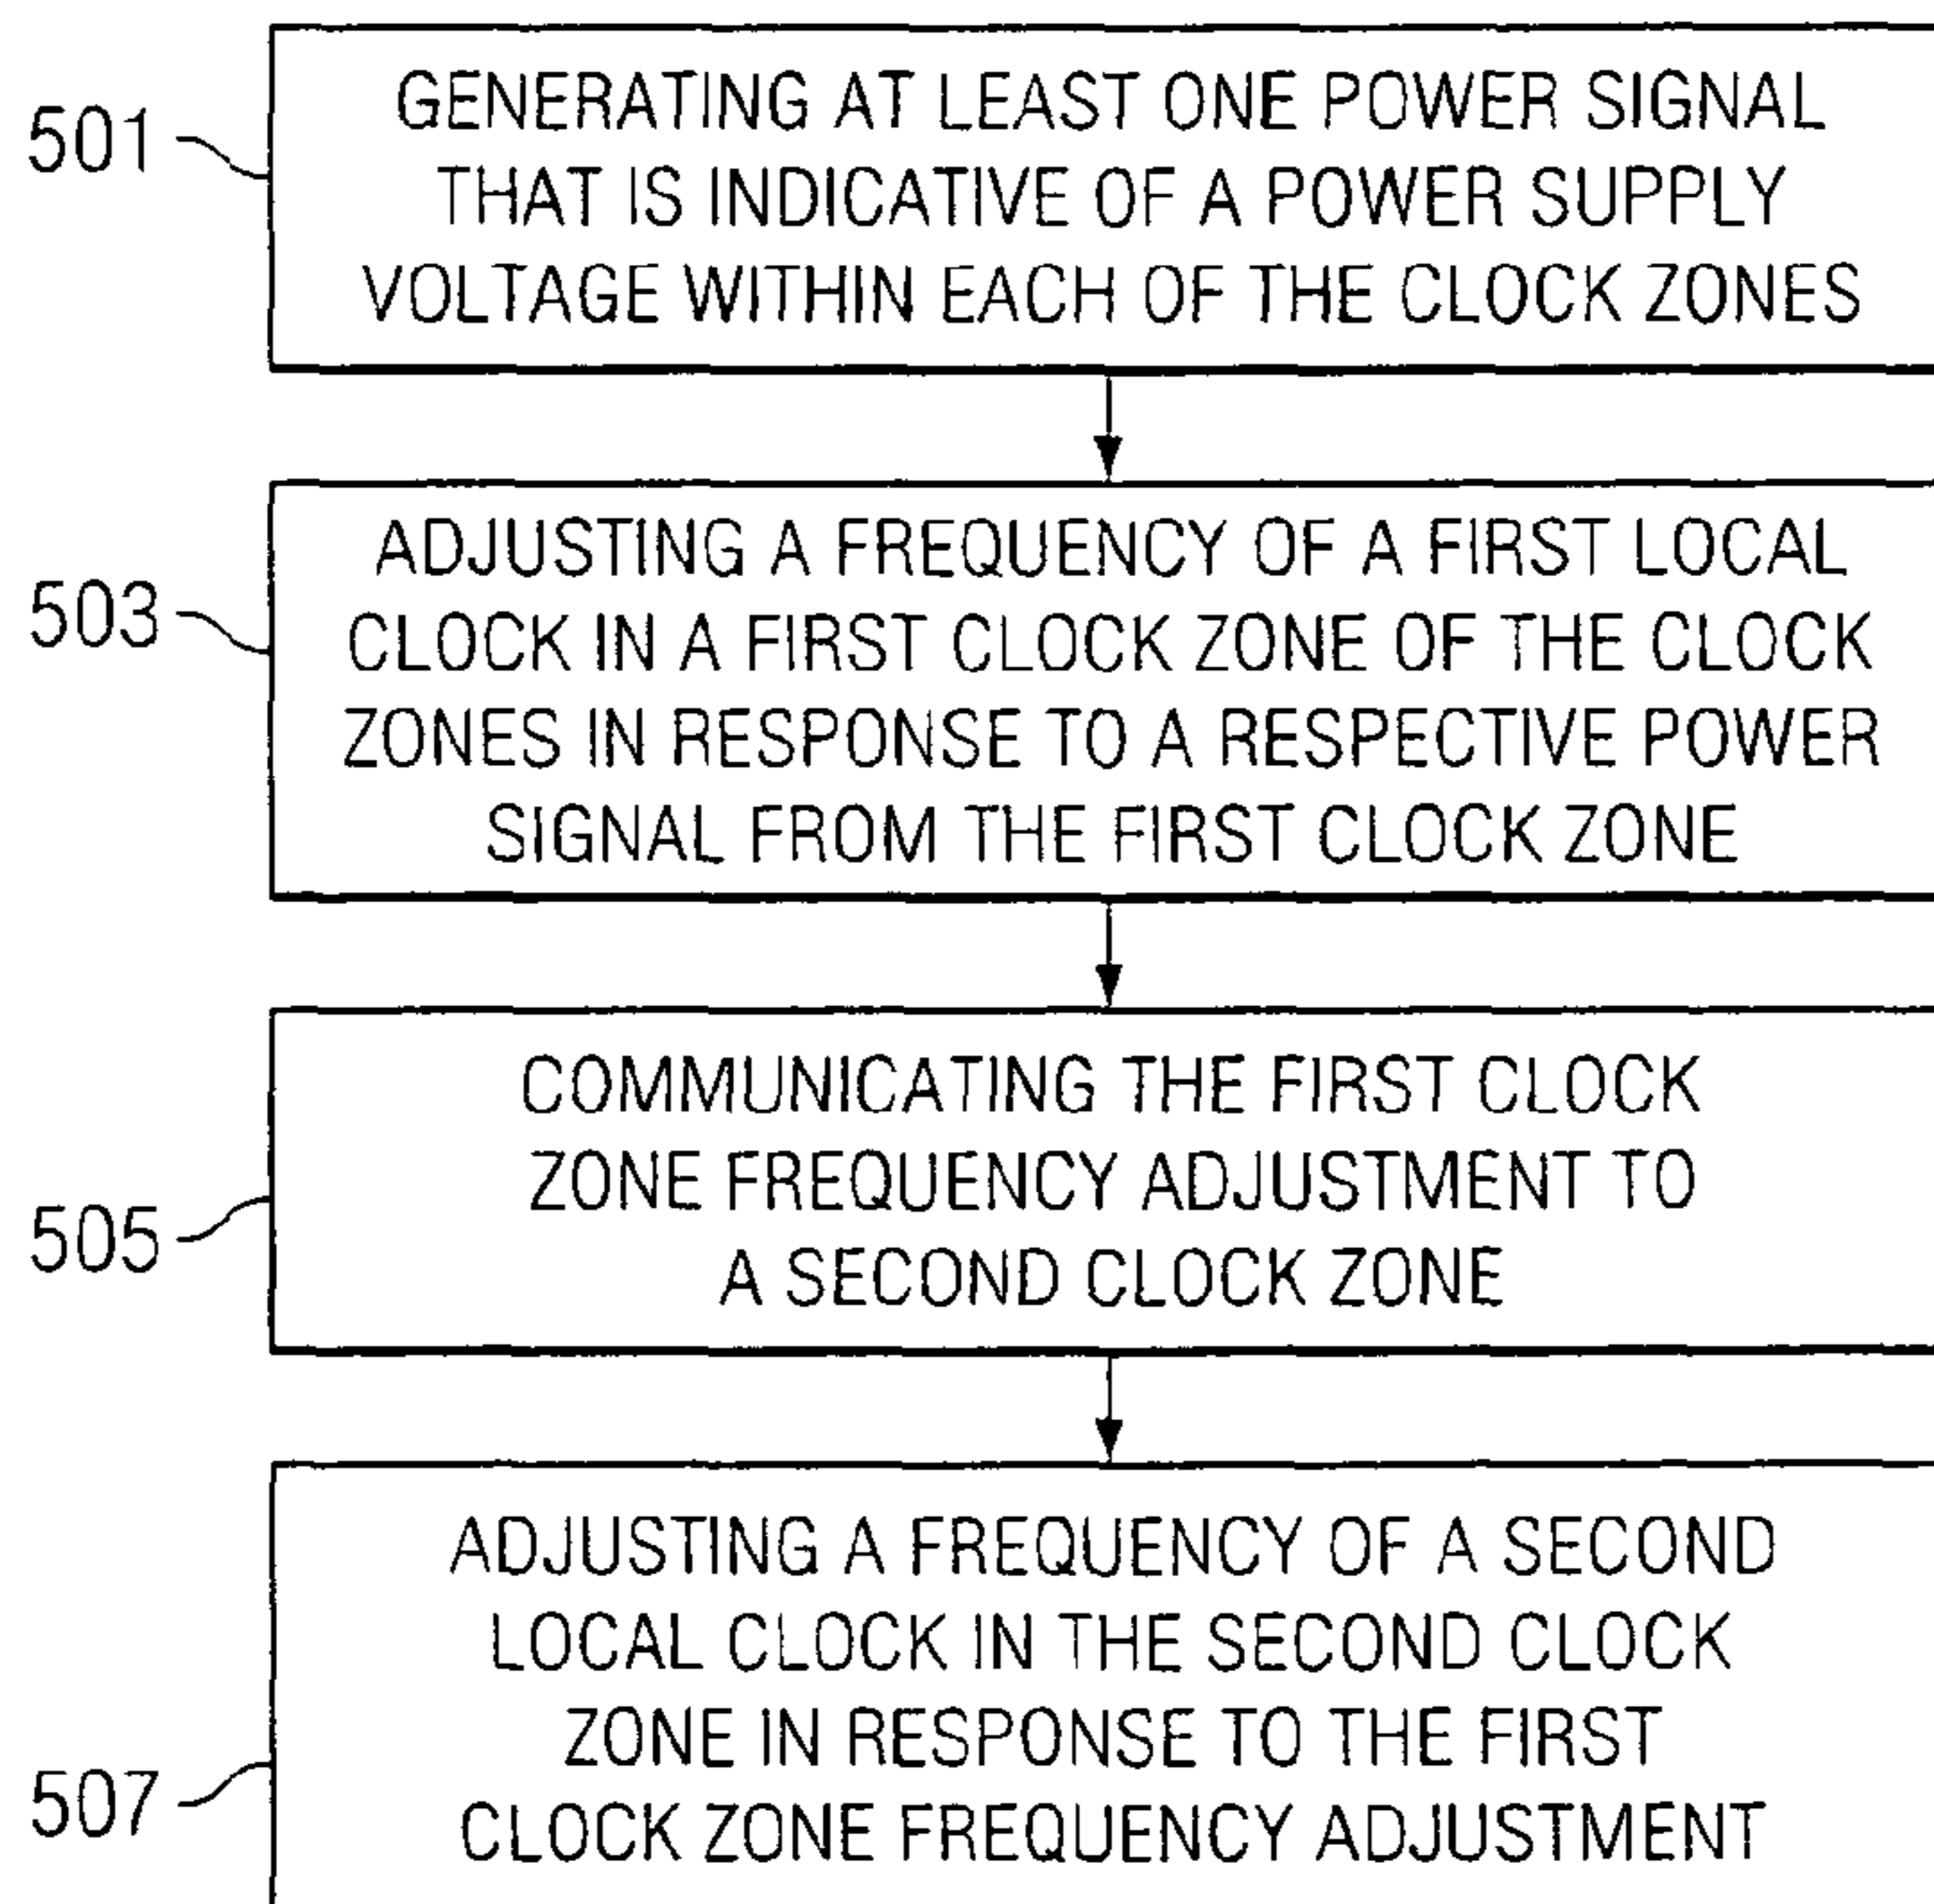 501
GENERATING AT LEAST ONE POWER SIGNAL
THAT IS INDICATIVE OF A POWER SUPPLY
VOLTAGE WITHIN EACH OF THE CLOCK ZONES
503
ADJUSTING A FREQUENCY OF A FIRST LOCAL
CLOCK IN A FIRST CLOCK ZONE OF THE CLOCK
ZONES IN RESPONSE TO A RESPECTIVE POWER
SIGNAL FROM THE FIRST CLOCK ZONE
505
COMMUNICATING THE FIRST CLOCK
ZONE FREQUENCY ADJUSTMENT TO
A SECOND CLOCK ZONE
507
ADJUSTING A FREQUENCY OF A SECOND
LOCAL CLOCK IN THE SECOND CLOCK
ZONE IN RESPONSE TO THE FIRST
CLOCK ZONE FREQUENCY ADJUSTMENT